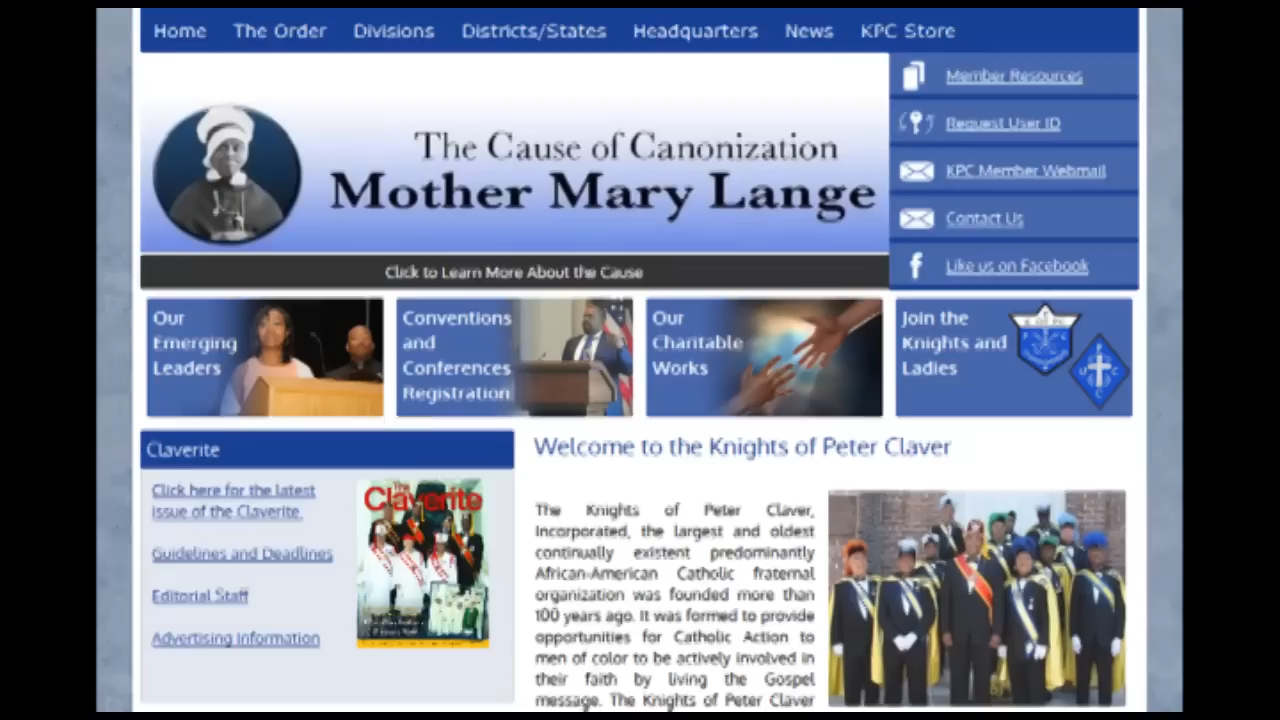 Home The Order Divisions Districts/States Headquarters News KPC Store
The Cause of Canonization
Mother Mary Lange
Click to Learn More About the Cause
Member Resources
Request User ID
KPC Member Webmail
Contact Us
Like us on Facebook
Our
Emerging
Leaders
Conventions
and
Conferences
Registration
Our
Charitable
Works
Join the
Knights and
Ladies
Claverite
Click here for the latest
issue of the Claverite.
Guidelines and Deadlines
Editorial Staff
Advertising Information
The
Claverite
Welcome to the Knights of Peter Claver
The Knights of Peter Claver,
Incorporated, the largest and oldest
continually existent predominantly
African-American Catholic fraternal
organization was founded more than
100 years ago. It was formed to provide
opportunities for Catholic Action to
men of color to be actively involved in
their faith by living the Gospel
message. The Knights of Peter Claver